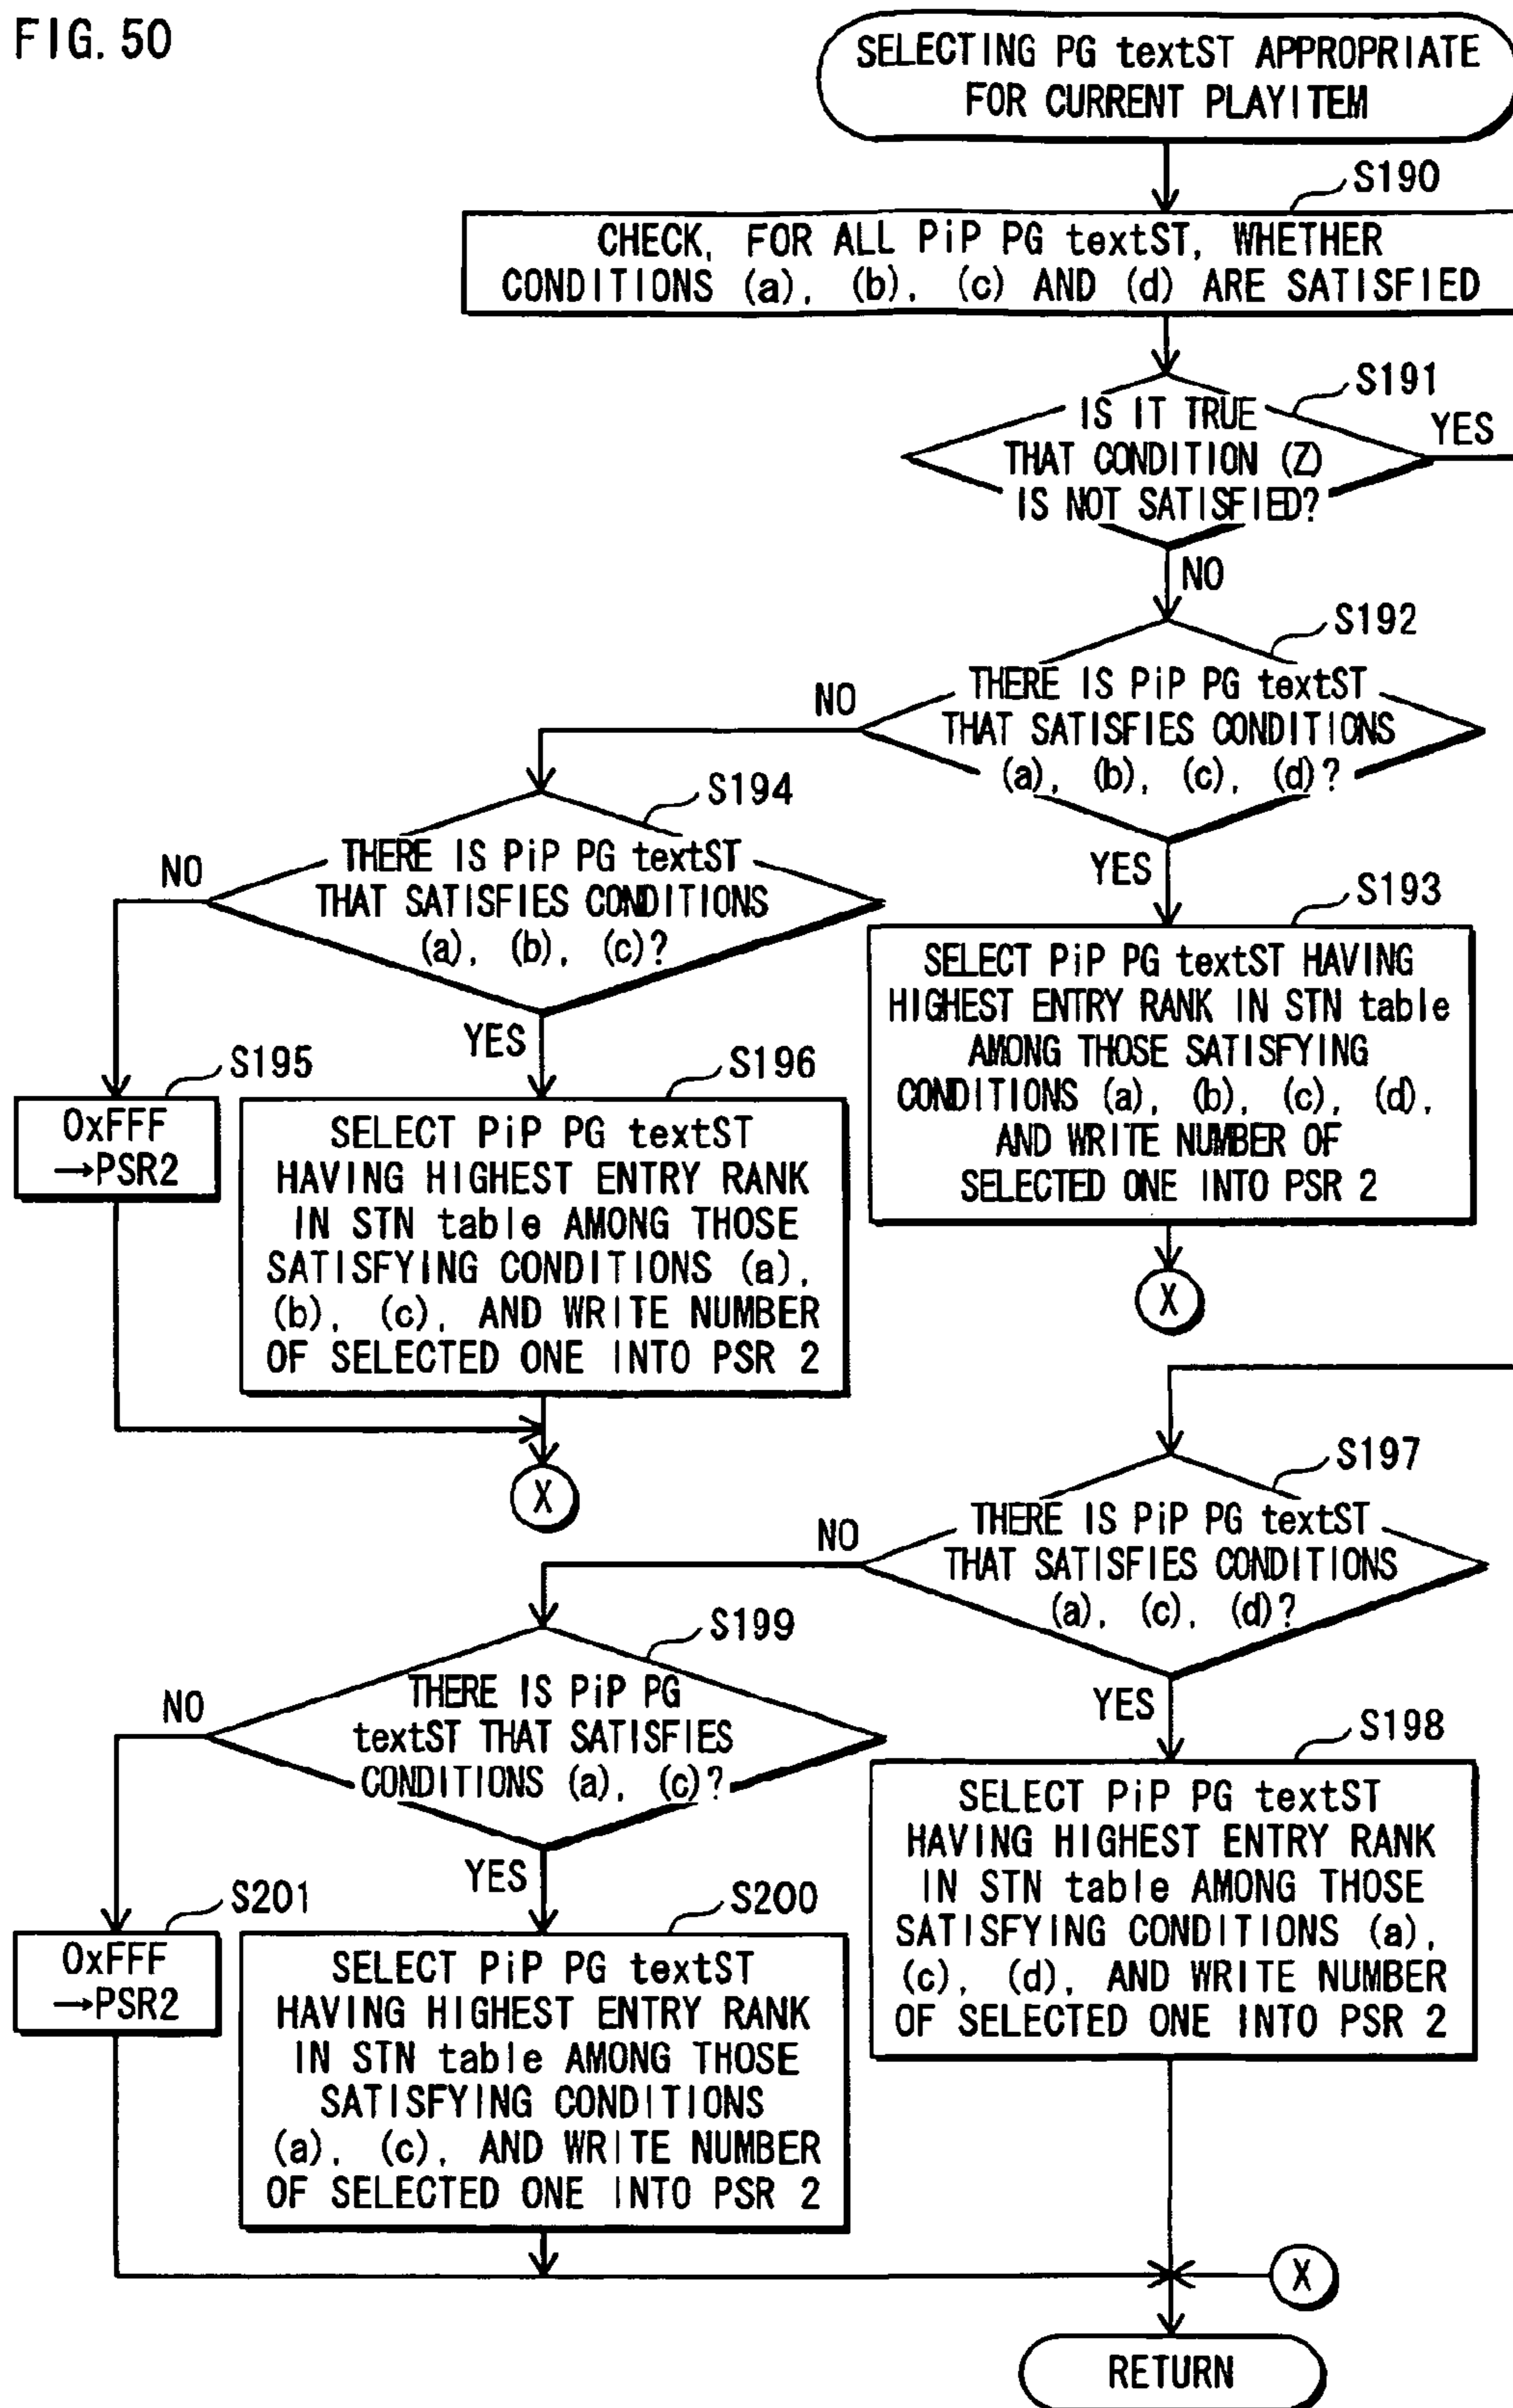 FIG. 50
SELECTING PG textST APPROPRIATE
FOR CURRENT PLAYITEM
S190
CHECK, FOR ALL PiP PG textST, WHETHER
CONDITIONS (a), (b), (c) AND (d) ARE SATISFIED
S191
IS IT TRUE
THAT CONDITION (Z)
IS NOT SATISFIED?
YES
NO
S192
THERE IS PiP PG textST
THAT SATISFIES CONDITIONS
(a), (b), (c), (d)?
NO
YES
S194
THERE IS PiP PG textST
THAT SATISFIES CONDITIONS
(a), (b), (c)?
NO
YES
S193
SELECT PiP PG textST HAVING
HIGHEST ENTRY RANK IN STN table
AMONG THOSE SATISFYING
CONDITIONS (a), (b), (c), (d),
AND WRITE NUMBER OF
SELECTED ONE INTO PSR 2
X
S195
0xFFF
→PSR2
S196
SELECT PiP PG textST
HAVING HIGHEST ENTRY RANK
IN STN table AMONG THOSE
SATISFYING CONDITIONS (a),
(b), (c), AND WRITE NUMBER
OF SELECTED ONE INTO PSR 2
X
S197
THERE IS PiP PG textST
THAT SATISFIES CONDITIONS
(a), (c), (d)?
NO
YES
S199
THERE IS PiP PG
textST THAT SATISFIES
CONDITIONS (a), (c)?
NO
YES
S198
SELECT PiP PG textST
HAVING HIGHEST ENTRY RANK
IN STN table AMONG THOSE
SATISFYING CONDITIONS (a),
(c), (d), AND WRITE NUMBER
OF SELECTED ONE INTO PSR 2
S201
0xFFF
→PSR2
S200
SELECT PiP PG textST
HAVING HIGHEST ENTRY RANK
IN STN table AMONG THOSE
SATISFYING CONDITIONS
(a), (c), AND WRITE NUMBER
OF SELECTED ONE INTO PSR 2
X
RETURN